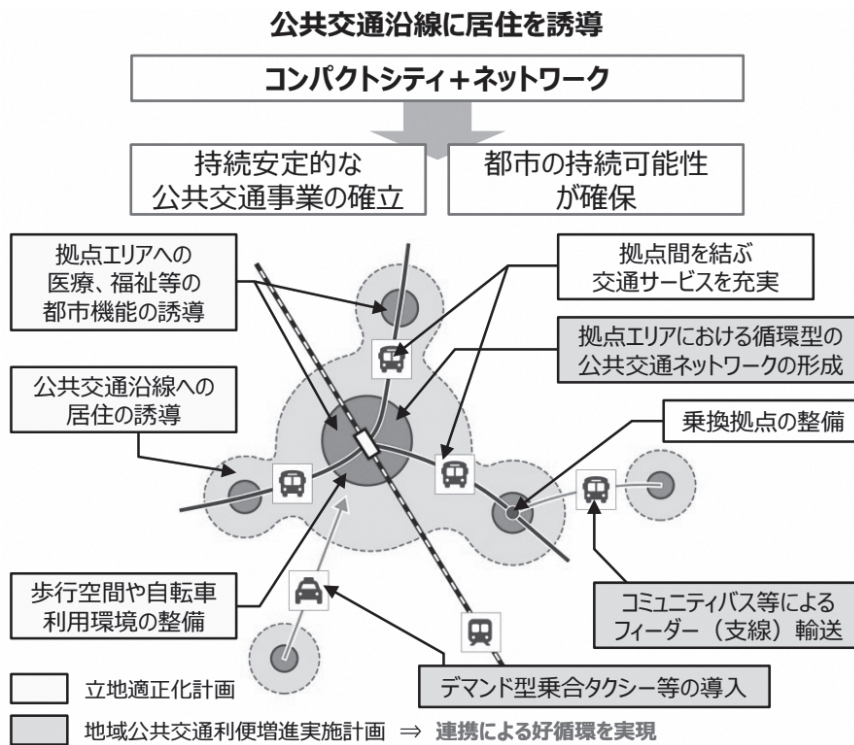 公共交通沿線に居住を誘導
コンパクトシティ+ネットワーク
持続安定的な
公共交通事業の確立
都市の持続可能性
が確保
拠点エリアへの
医療、福祉等の
都市機能の誘導
拠点間を結ぶ
交通サービスを充実
拠点エリアにおける循環型の
公共交通ネットワークの形成
公共交通沿線への
居住の誘導
乗換拠点の整備
歩行空間や自転車
利用環境の整備
コミュニティバス等による
フィーダー（支線）輸送
デマンド型乗合タクシー等の導入
立地適正化計画
地域公共交通利便増進実施計画 ⇒ 連携による好循環を実現